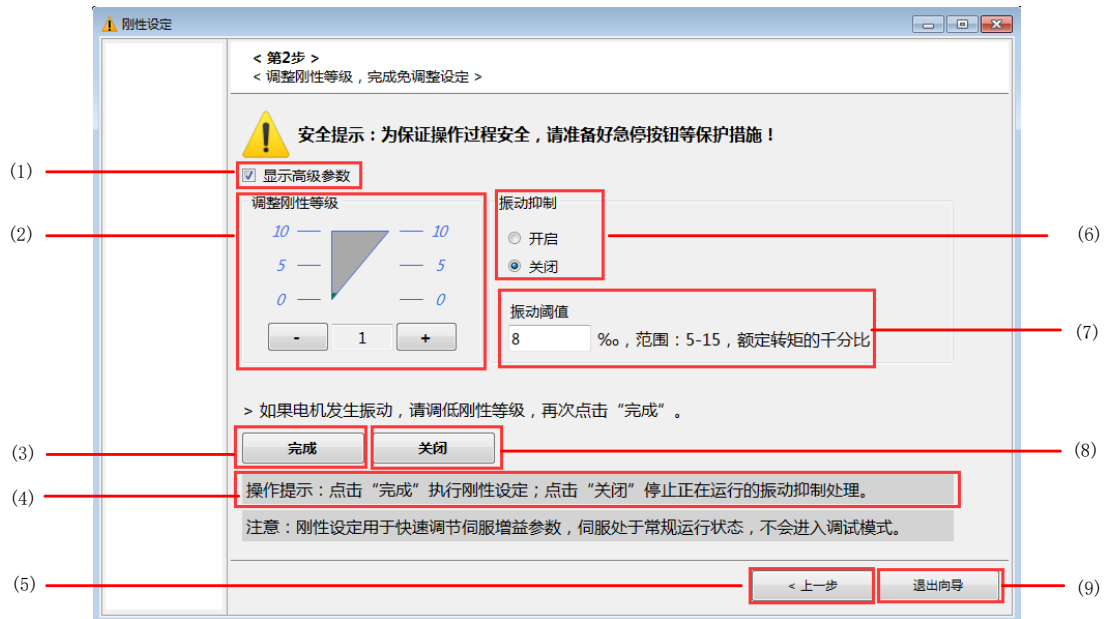 刚性设定
< 第2步 >
< 调整刚性等级，完成免调整设定 >
安全提示：为保证操作过程安全，请准备好急停按钮等保护措施！
(1)
显示高级参数
调整刚性等级
振动抑制
(2)
10
10
开启
(6)
5
5
关闭
0
0
振动阈值
- 1 +
8 ‰，范围：5-15，额定转矩的千分比
(7)
> 如果电机发生振动，请调低刚性等级，再次点击“完成”。
(3)
完成
关闭
(8)
(4)
操作提示：点击“完成”执行刚性设定；点击“关闭”停止正在运行的振动抑制处理。
注意：刚性设定用于快速调节伺服增益参数，伺服处于常规运行状态，不会进入调试模式。
(5)
< 上一步
退出向导
(9)